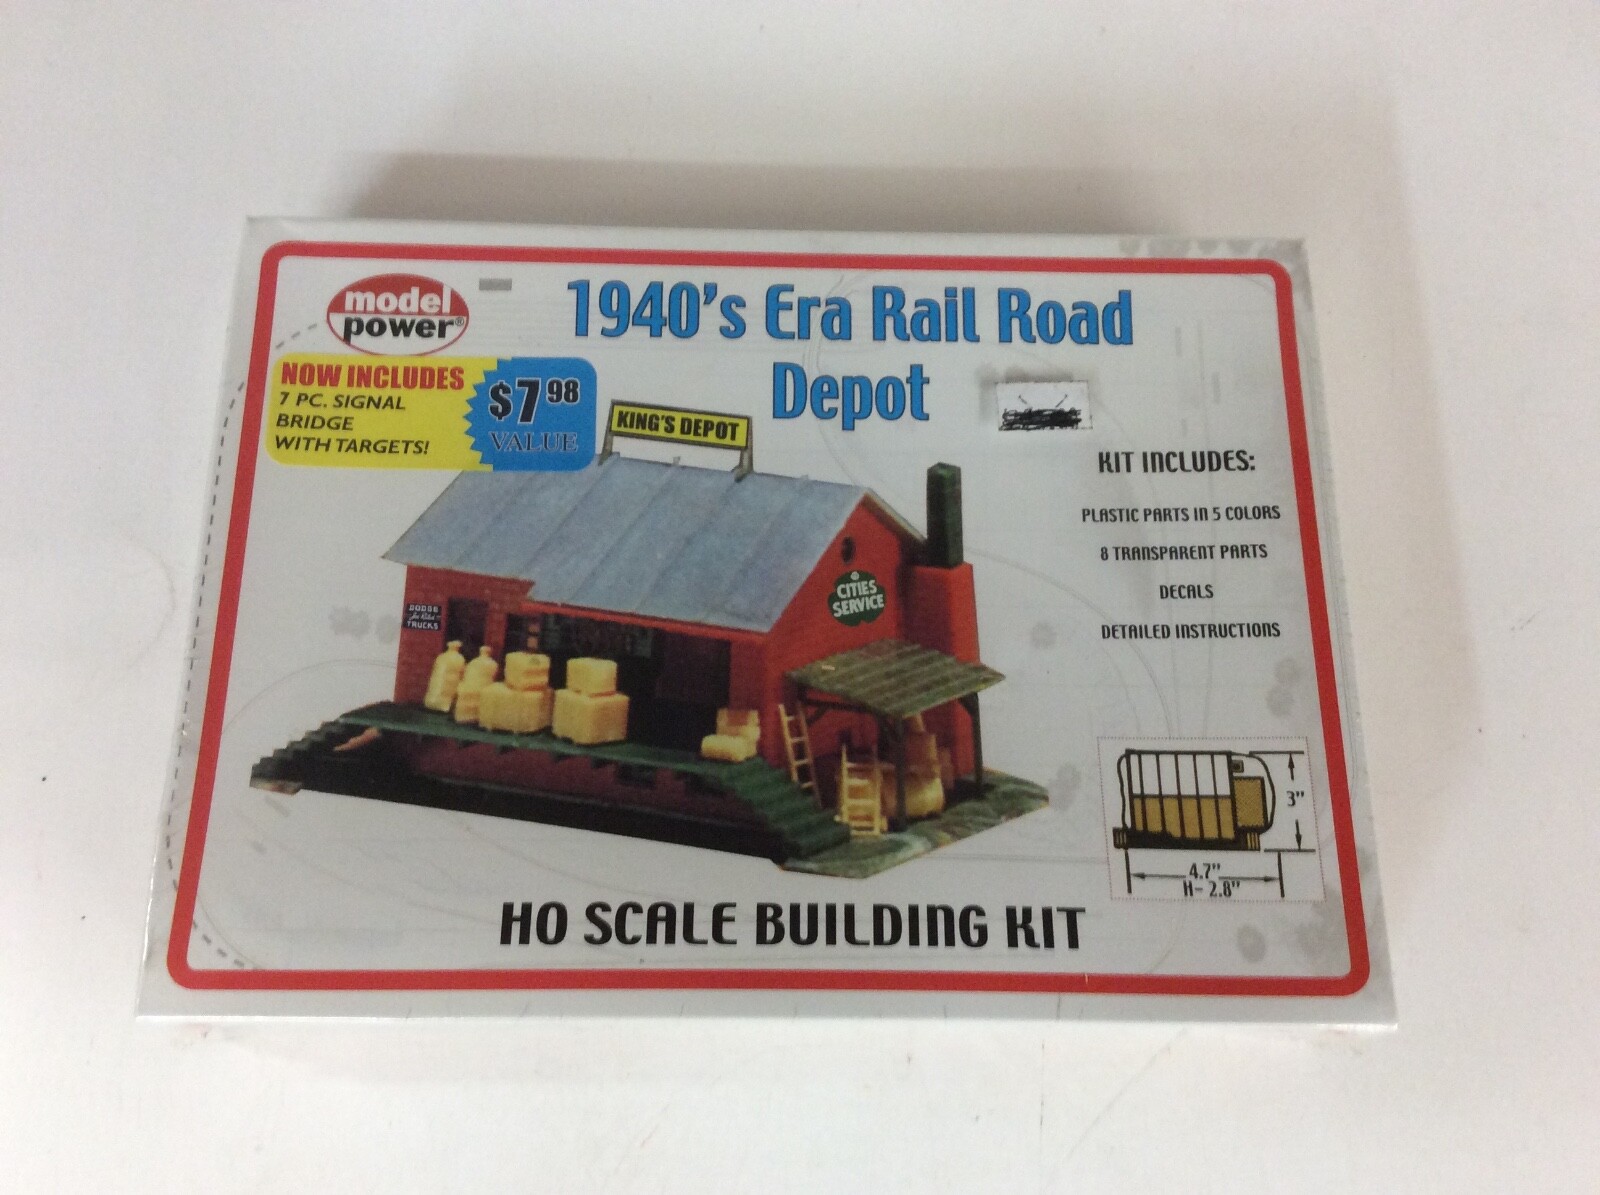 model
power®
1940's Era Rail Road
Depot
NOW INCLUDES
7 PC. SIGNAL
BRIDGE
WITH TARGETS!
$7 98
VALUE
KING'S DEPOT
KIT INCLUDES:
PLASTIC PARTS IN 5 COLORS
8 TRANSPARENT PARTS
DECALS
DETAILED INSTRUCTIONS
CITIES
SERVICE
DODGE
TRUCKS
3"
4.7"
H- 2.8"
HO SCALE BUILDING KIT